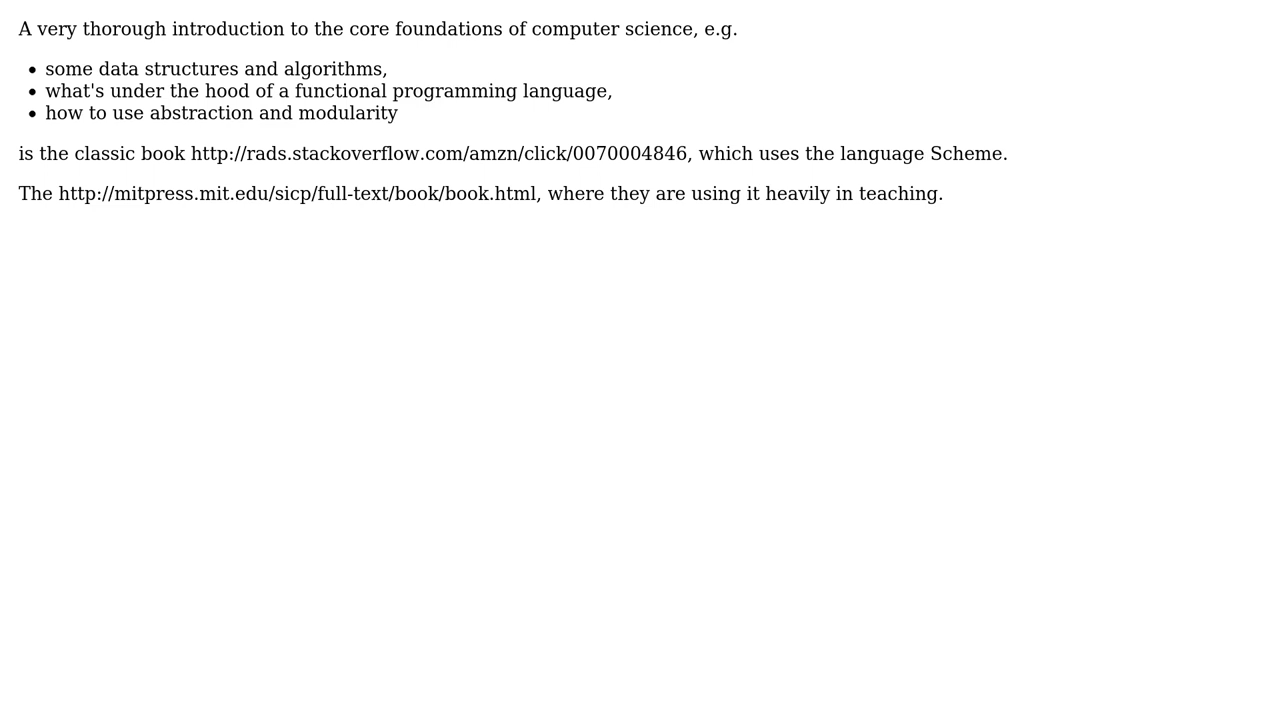 A very thorough introduction to the core foundations of computer science, e.g.
• some data structures and algorithms,
• what's under the hood of a functional programming language,
• how to use abstraction and modularity
is the classic book http://rads.stackoverflow.com/amzn/click/0070004846, which uses the language Scheme.
The http://mitpress.mit.edu/sicp/full-text/book/book.html, where they are using it heavily in teaching.